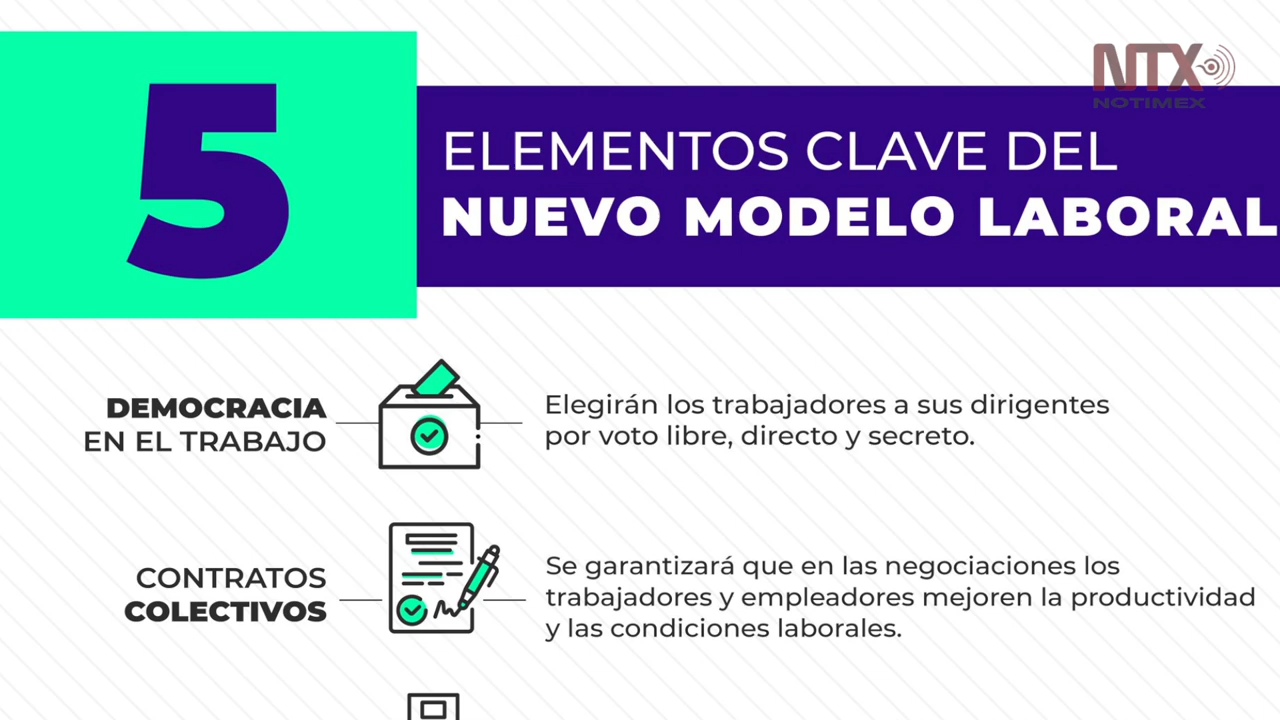 NTX
NOTIMEX
5
ELEMENTOS CLAVE DEL
NUEVO MODELO LABORAL
DEMOCRACIA
EN EL TRABAJO
Elegirán los trabajadores a sus dirigentes
por voto libre, directo y secreto.
CONTRATOS
COLECTIVOS
Se garantizará que en las negociaciones los
trabajadores y empleadores mejoren la productividad
y las condiciones laborales.